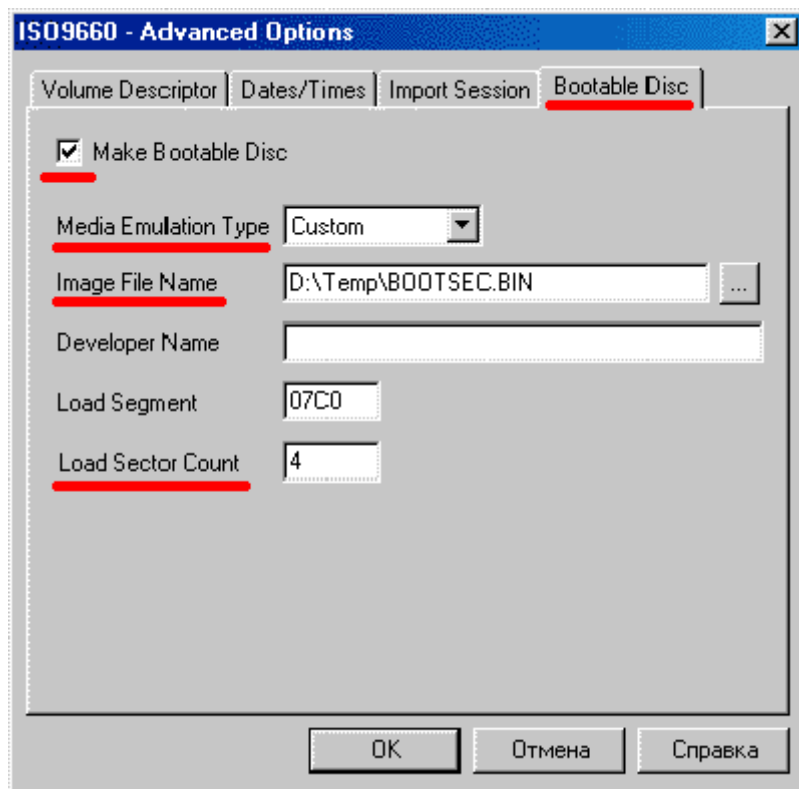 ISO9660 - Advanced Options
Volume Descriptor Dates/Times Import Session Bootable Disc
Make Bootable Disc
Media Emulation Type Custom
Image File Name D:\Temp\BOOTSEC.BIN ...
Developer Name
Load Segment 07C0
Load Sector Count 4
OK Отмена Справка